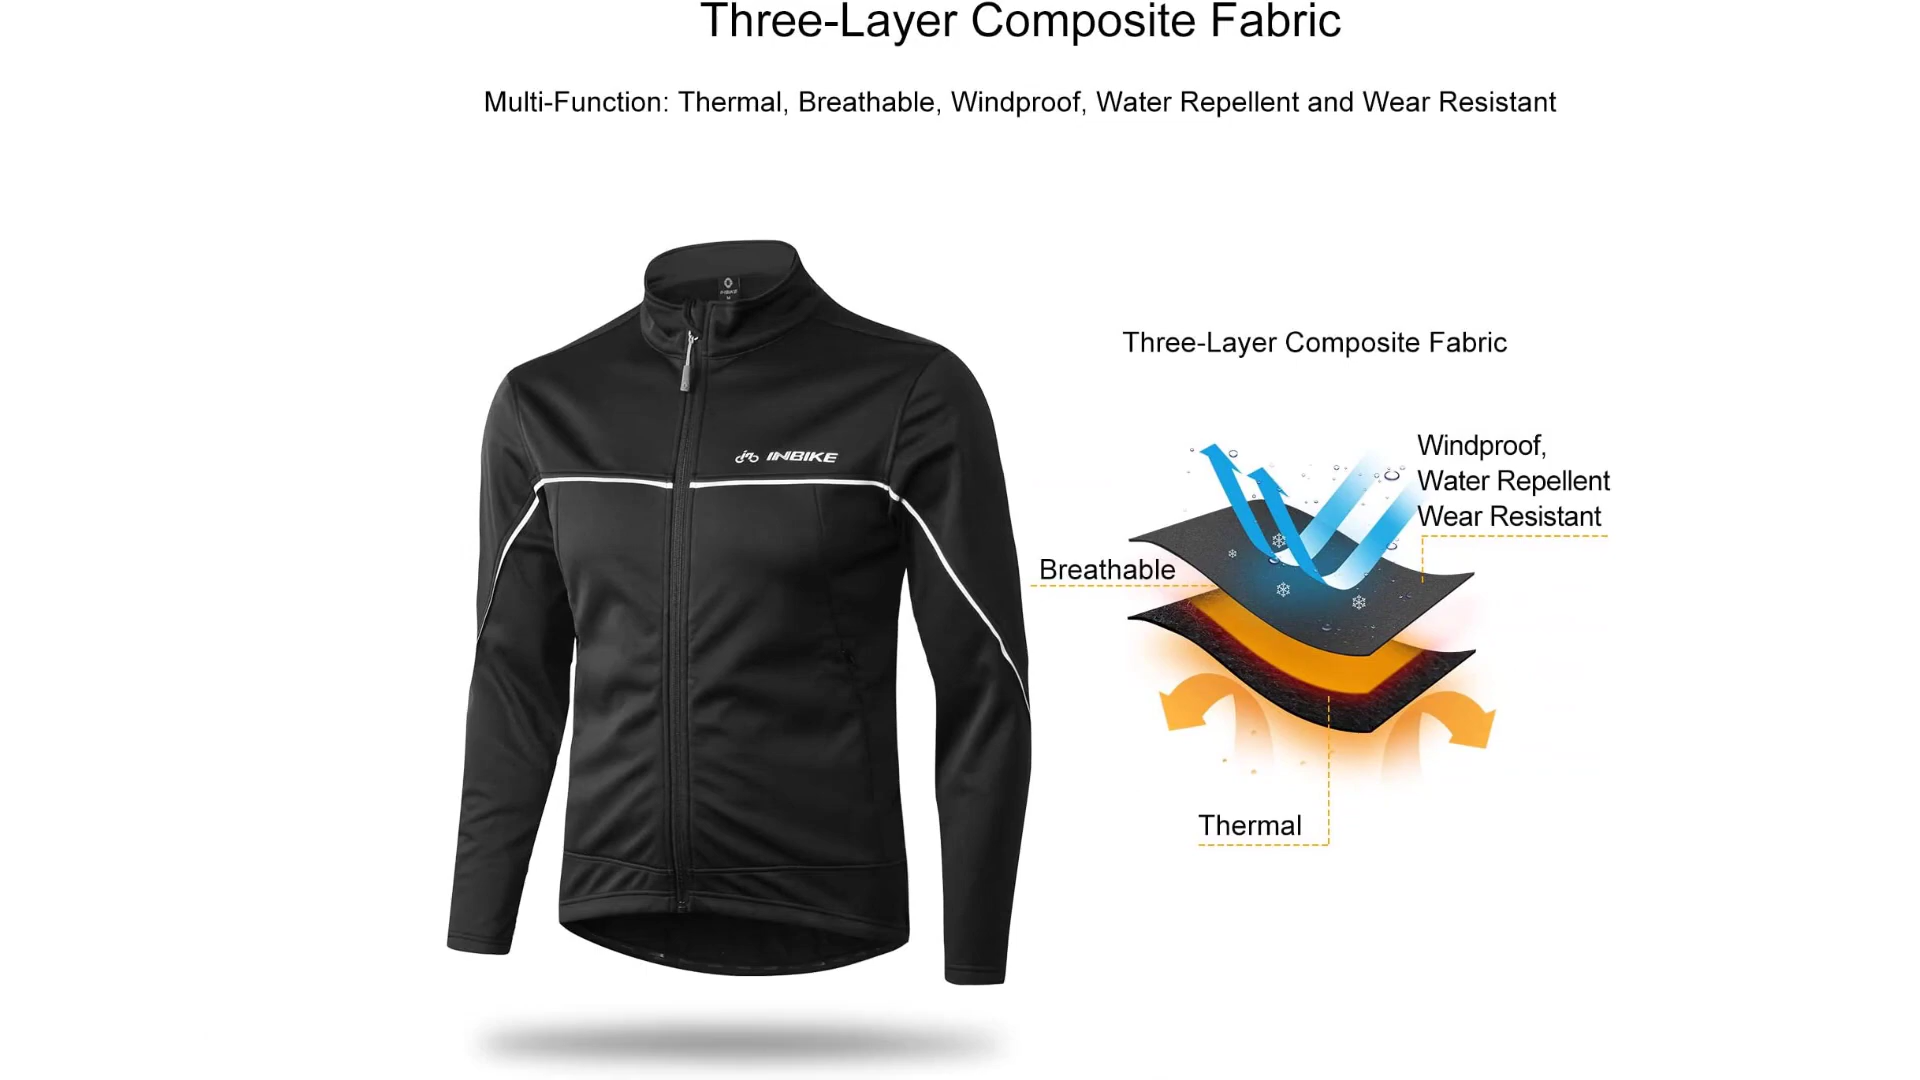 Three-Layer Composite Fabric
Multi-Function: Thermal, Breathable, Windproof, Water Repellent and Wear Resistant
INBIKE
INBIKE
M
Three-Layer Composite Fabric
Windproof,
Water Repellent
Wear Resistant
Breathable
Thermal